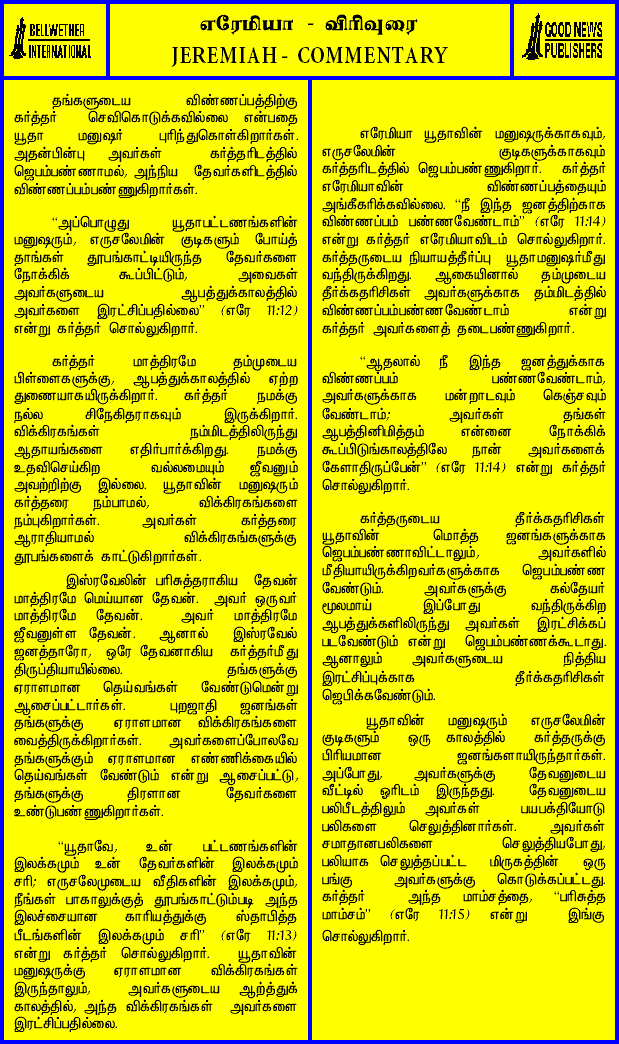 BELLWETHER
INTERNATIONAL
எரேமியா - விரிவுரை
JEREMIAH - COMMENTARY
GOOD NEWS
PUBLISHERS
தங்களுடைய விண்ணப்பத்திற்கு
கர்த்தர் செவிகொடுக்கவில்லை என்பதை
யூதா மனுஷர் புரிந்துகொள்கிறார்கள்.
அதன்பின்பு அவர்கள் கர்த்தரிடத்தில்
ஜெபம்பண்ணாமல், அந்நிய தேவர்களிடத்தில்
விண்ணப்பம்பண்ணுகிறார்கள்.
“அப்பொழுது யூதாபட்டணங்களின்
மனுஷரும், எருசலேமின் குடிகளும் போய்த்
தாங்கள் தூபங்காட்டியிருந்த தேவர்களை
நோக்கிக் கூப்பிட்டும், அவைகள்
அவர்களுடைய ஆபத்துக்காலத்தில்
அவர்களை இரட்சிப்பதில்லை” (எரே 11:12)
என்று கர்த்தர் சொல்லுகிறார்.
கர்த்தர் மாத்திரமே தம்முடைய
பிள்ளைகளுக்கு, ஆபத்துக்காலத்தில் ஏற்ற
துணையாகயிருக்கிறார். கர்த்தர் நமக்கு
நல்ல சிநேகிதராகவும் இருக்கிறார்.
விக்கிரகங்கள் நம்மிடத்திலிருந்து
ஆதாயங்களை எதிர்பார்க்கிறது. நமக்கு
உதவிசெய்கிற வல்லமையும் ஜீவனும்
அவற்றிற்கு இல்லை. யூதாவின் மனுஷரும்
கர்த்தரை நம்பாமல், விக்கிரகங்களை
நம்புகிறார்கள். அவர்கள் கர்த்தரை
ஆராதியாமல் விக்கிரகங்களுக்கு
தூபங்களைக் காட்டுகிறார்கள்.
இஸ்ரவேலின் பரிசுத்தராகிய தேவன்
மாத்திரமே மெய்யான தேவன். அவர் ஒருவர்
மாத்திரமே தேவன். அவர் மாத்திரமே
ஜீவனுள்ள தேவன். ஆனால் இஸ்ரவேல்
ஜனத்தாரோ, ஒரே தேவனாகிய கர்த்தர்மீது
திருப்தியாயில்லை. தங்களுக்கு
ஏராளமான தெய்வங்கள் வேண்டுமென்று
ஆசைப்பட்டார்கள். புறஜாதி ஜனங்கள்
தங்களுக்கு ஏராளமான விக்கிரகங்களை
வைத்திருக்கிறார்கள். அவர்களைப்போலவே
தங்களுக்கும் ஏராளமான எண்ணிக்கையில்
தெய்வங்கள் வேண்டும் என்று ஆசைப்பட்டு,
தங்களுக்கு திரளான தேவர்களை
உண்டுபண்ணுகிறார்கள்.
“யூதாவே, உன் பட்டணங்களின்
இலக்கமும் உன் தேவர்களின் இலக்கமும்
சரி; எருசலேமுடைய வீதிகளின் இலக்கமும்,
நீங்கள் பாகாலுக்குத் தூபங்காட்டும்படி அந்த
இலச்சையான காரியத்துக்கு ஸ்தாபித்த
பீடங்களின் இலக்கமும் சரி” (எரே 11:13)
என்று கர்த்தர் சொல்லுகிறார். யூதாவின்
மனுஷருக்கு ஏராளமான விக்கிரகங்கள்
இருந்தாலும், அவர்களுடைய ஆற்த்துக்
காலத்தில், அந்த விக்கிரகங்கள் அவர்களை
இரட்சிப்பதில்லை.
எரேமியா யூதாவின் மனுஷருக்காகவும்,
எருசலேமின் குடிகளுக்காகவும்
கர்த்தரிடத்தில் ஜெபம்பண்ணுகிறார். கர்த்தர்
எரேமியாவின் விண்ணப்பத்தையும்
அங்கீகரிக்கவில்லை. “நீ இந்த ஜனத்திற்காக
விண்ணப்பம் பண்ணவேண்டாம்” (எரே 11:14)
என்று கர்த்தர் எரேமியாவிடம் சொல்லுகிறார்.
கர்த்தருடைய நியாயத்தீர்ப்பு யூதாமனுஷர்மீது
வந்திருக்கிறது. ஆகையினால் தம்முடைய
தீர்க்கதரிசிகள் அவர்களுக்காக தம்மிடத்தில்
விண்ணப்பம்பண்ணவேண்டாம் என்று
கர்த்தர் அவர்களைத் தடைபண்ணுகிறார்.
“ஆதலால் நீ இந்த ஜனத்துக்காக
விண்ணப்பம் பண்ணவேண்டாம்,
அவர்களுக்காக மன்றாடவும் கெஞ்சவும்
வேண்டாம்; அவர்கள் தங்கள்
ஆபத்தினிமித்தம் என்னை நோக்கிக்
கூப்பிடுங்காலத்திலே நான் அவர்களைக்
கேளாதிருப்பேன்” (எரே 11:14) என்று கர்த்தர்
சொல்லுகிறார்.
கர்த்தருடைய தீர்க்கதரிசிகள்
யூதாவின் மொத்த ஜனங்களுக்காக
ஜெபம்பண்ணாவிட்டாலும், அவர்களில்
மீதியாயிருக்கிறவர்களுக்காக ஜெபம்பண்ண
வேண்டும். அவர்களுக்கு கல்தேயர்
மூலமாய் இப்போது வந்திருக்கிற
ஆபத்துக்களிலிருந்து அவர்கள் இரட்சிக்கப்
படவேண்டும் என்று ஜெபம்பண்ணக்கூடாது.
ஆனாலும் அவர்களுடைய நித்திய
இரட்சிப்புக்காக தீர்க்கதரிசிகள்
ஜெபிக்கவேண்டும்.
யூதாவின் மனுஷரும் எருசலேமின்
குடிகளும் ஒரு காலத்தில் கர்த்தருக்கு
பிரியமான ஜனங்களாயிருந்தார்கள்.
அப்போது, அவர்களுக்கு தேவனுடைய
வீட்டில் ஓரிடம் இருந்தது. தேவனுடைய
பலிபீடத்திலும் அவர்கள் பயபக்தியோடு
பலிகளை செலுத்தினார்கள். அவர்கள்
சமாதானபலிகளை செலுத்தியபோது,
பலியாக செலுத்தப்பட்ட மிருகத்தின் ஒரு
பங்கு அவர்களுக்கு கொடுக்கப்பட்டது.
கர்த்தர் அந்த மாம்சத்தை, “பரிசுத்த
மாம்சம்” (எரே 11:15) என்று இங்கு
சொல்லுகிறார்.